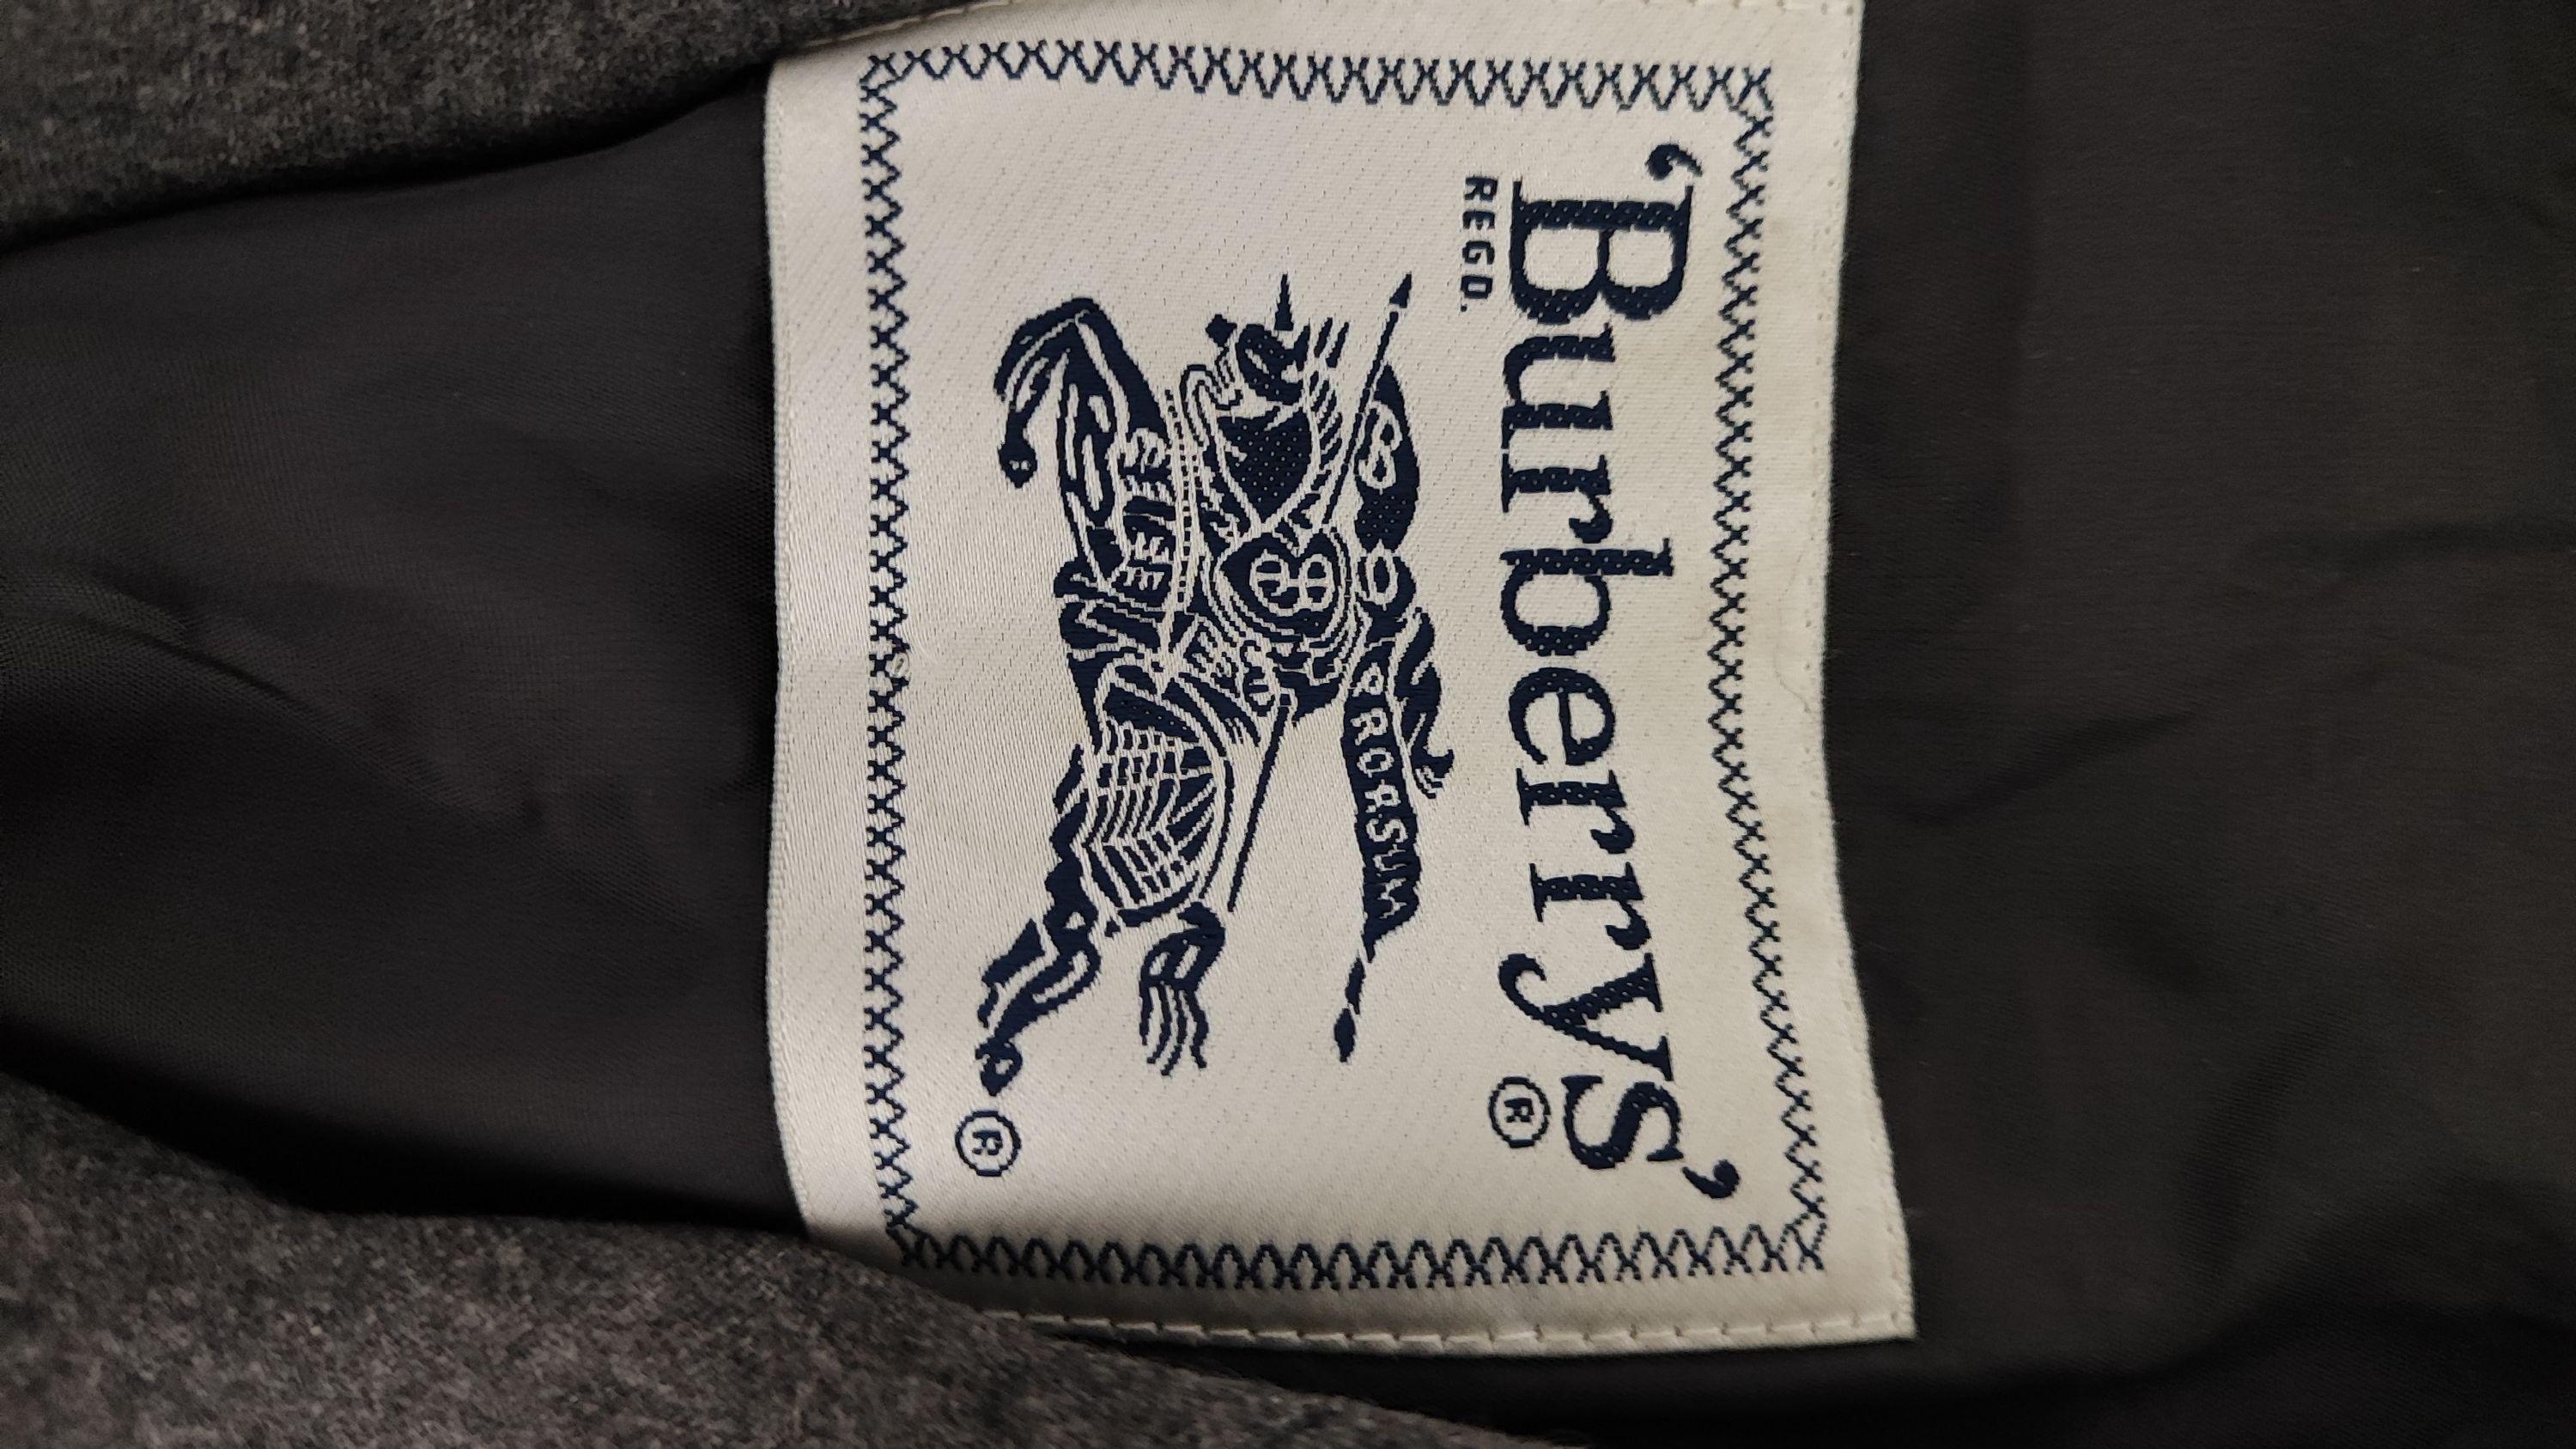 'Burberrys'
REGD. ®
PRORSUM
®